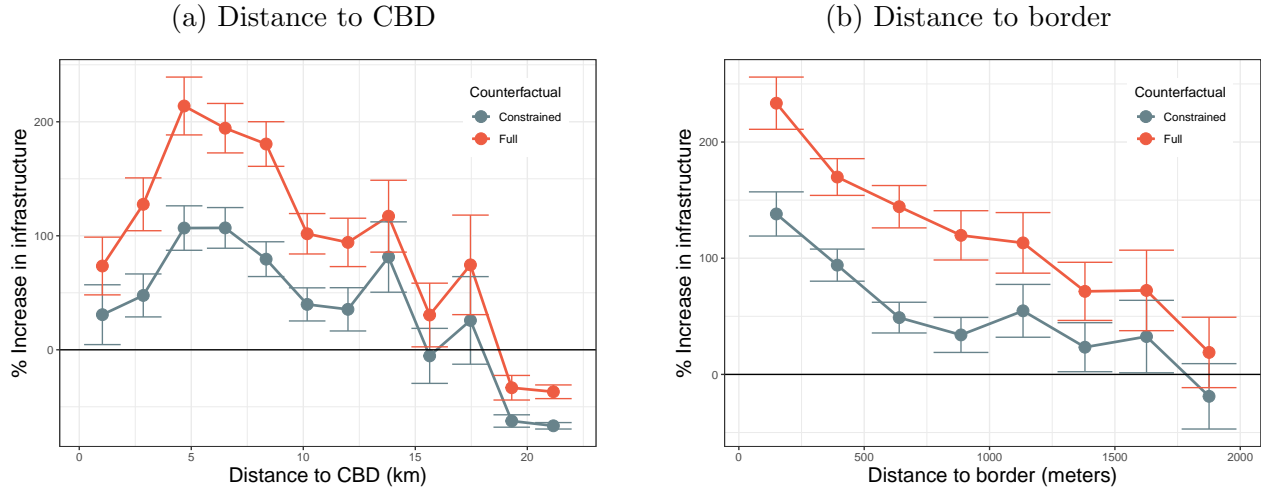 (a) Distance to CBD
% Increase in infrastructure
200
100
0
0 5 10 15 20
Distance to CBD (km)
Counterfactual
Constrained
Full
(b) Distance to border
% Increase in infrastructure
200
100
0
0 500 1000 1500 2000
Distance to border (meters)
Counterfactual
Constrained
Full